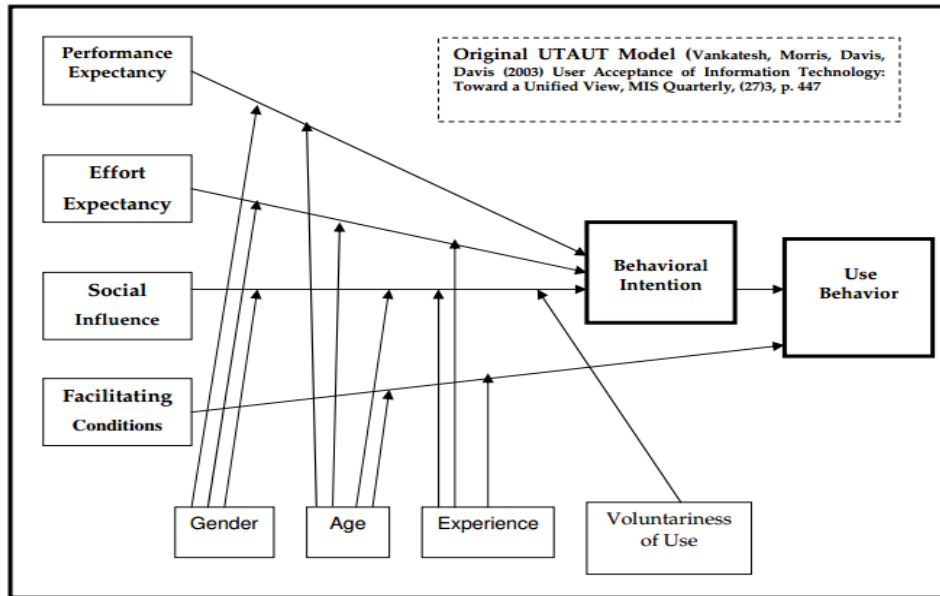 Performance
Expectancy
Original UTAUT Model (Vankatesh, Morris, Davis,
Davis (2003) User Acceptance of Information Technology:
Toward a Unified View, MIS Quarterly, (27)3, p. 447
Effort
Expectancy
Social
Influence
Facilitating
Conditions
Behavioral
Intention
Use
Behavior
Gender
Age
Experience
Voluntariness
of Use